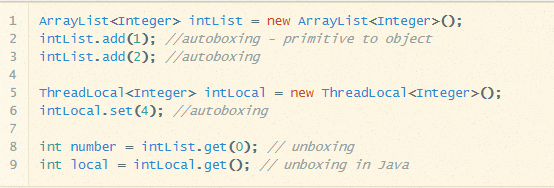 1 ArrayList<Integer> intList = new ArrayList<Integer>();
2 intList.add(1); //autoboxing - primitive to object
3 intList.add(2); //autoboxing
4
5 ThreadLocal<Integer> intLocal = new ThreadLocal<Integer>();
6 intLocal.set(4); //autoboxing
7
8 int number = intList.get(0); // unboxing
9 int local = intLocal.get(); // unboxing in Java